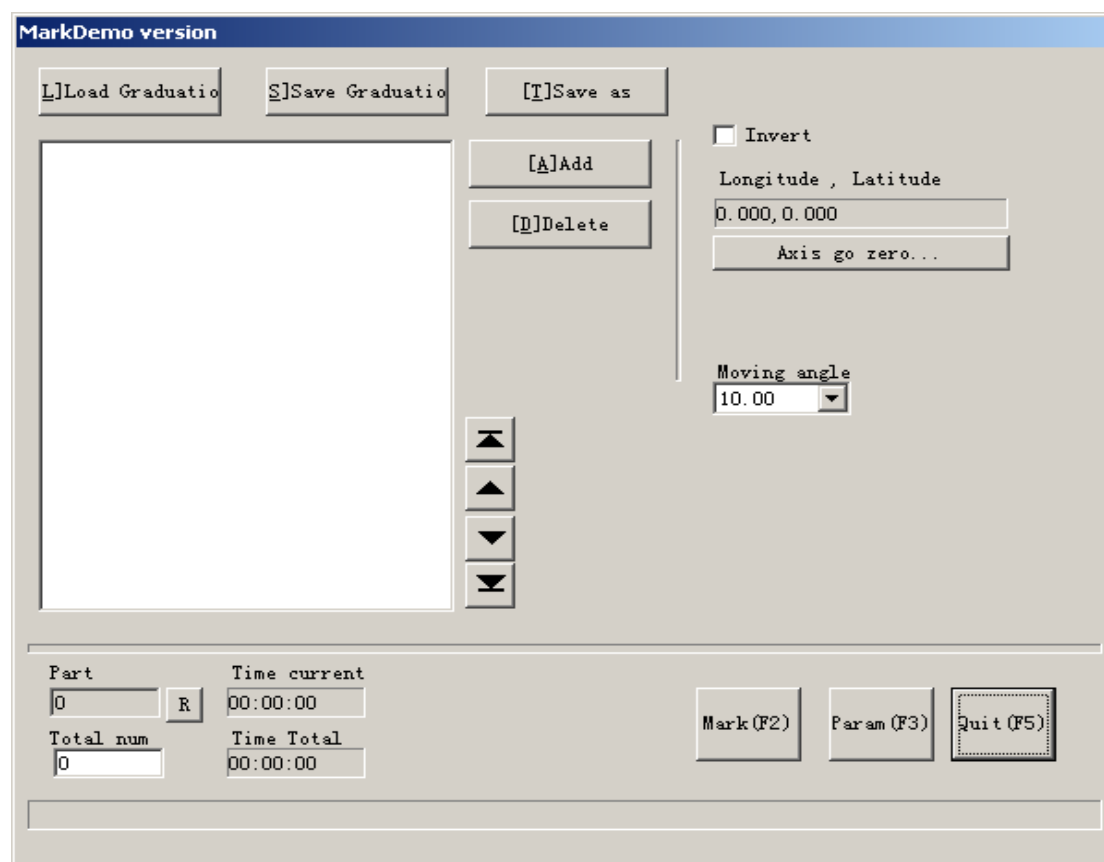 MarkDemo version
L]Load Graduatio
S]Save Graduatio
[T]Save as
[A]Add
[D]Delete
Invert
Longitude , Latitude
0.000,0.000
Axis go zero...
Moving angle
10.00
Part
0
R
Time current
00:00:00
Total num
0
Time Total
00:00:00
Mark(F2)
Param(F3)
Quit(F5)